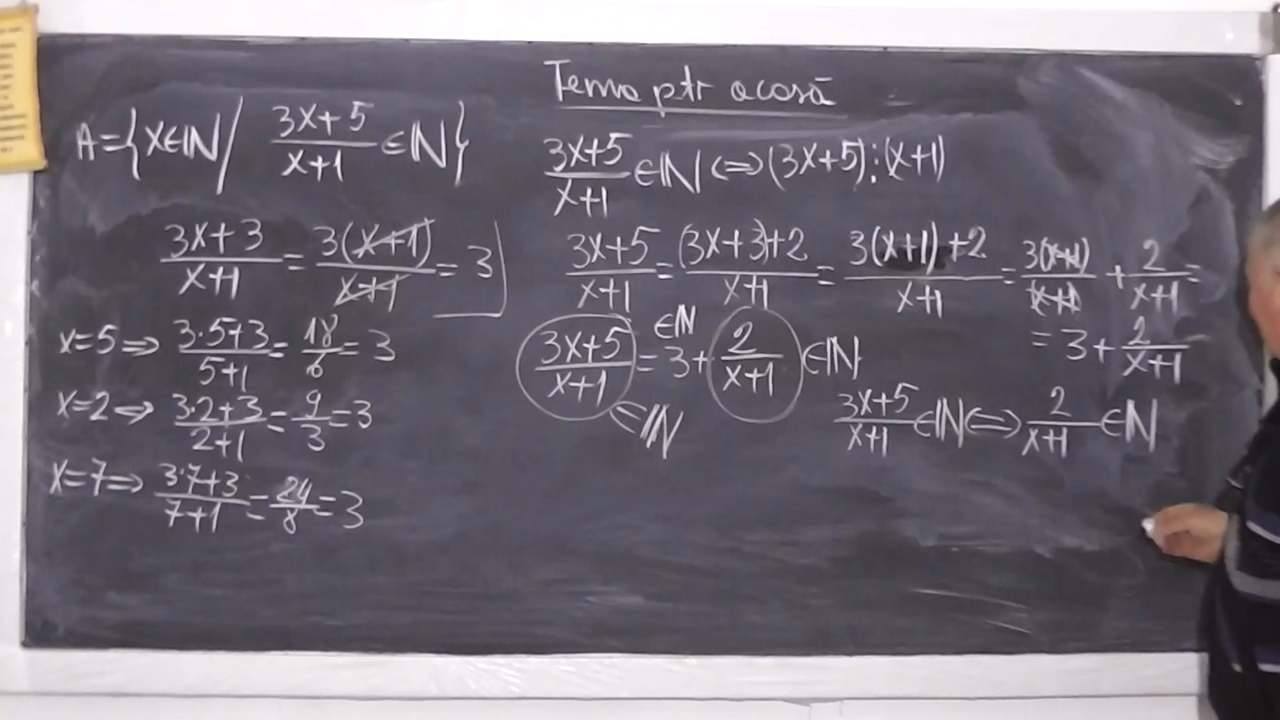 Tema ptr acasă
A={x∈ℕ/ (3x+5)/(x+1) ∈ℕ}
(3x+3)/(x+1) = 3(x+1)/(x+1) = 3
x=5 ⇒ (3·5+3)/(5+1) = 18/6 = 3
x=2 ⇒ (3·2+3)/(2+1) = 9/3 = 3
x=7 ⇒ (3·7+3)/(7+1) = 24/8 = 3
(3x+5)/(x+1) ∈ℕ ⇔ (3x+5)⋮(x+1)
(3x+5)/(x+1) = ((3x+3)+2)/(x+1) = (3(x+1)+2)/(x+1) = 3(x+1)/(x+1) + 2/(x+1) =
= 3+ 2/(x+1)
(3x+5)/(x+1) = 3+ 2/(x+1) ∈ℕ
∈ℕ
∈ℕ
(3x+5)/(x+1) ∈ℕ ⇔ 2/(x+1) ∈ℕ